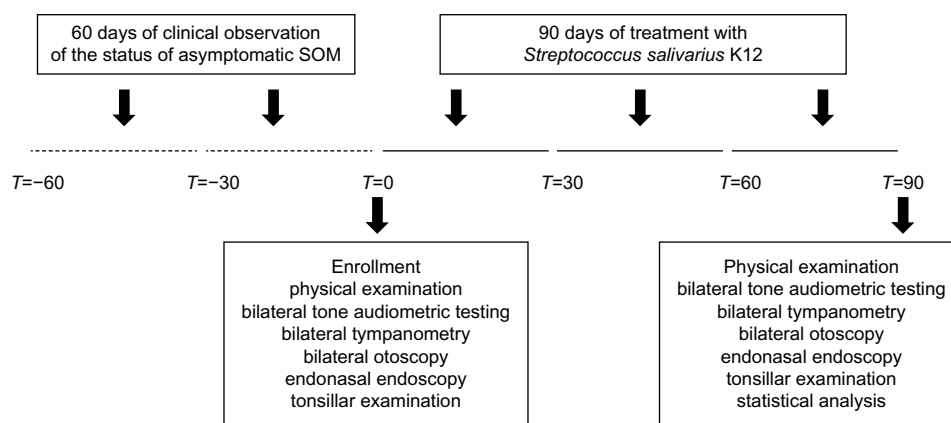 60 days of clinical observation
of the status of asymptomatic SOM
90 days of treatment with
Streptococcus salivarius K12
T=−60
T=−30
T=0
T=30
T=60
T=90
Enrollment
physical examination
bilateral tone audiometric testing
bilateral tympanometry
bilateral otoscopy
endonasal endoscopy
tonsillar examination
Physical examination
bilateral tone audiometric testing
bilateral tympanometry
bilateral otoscopy
endonasal endoscopy
tonsillar examination
statistical analysis